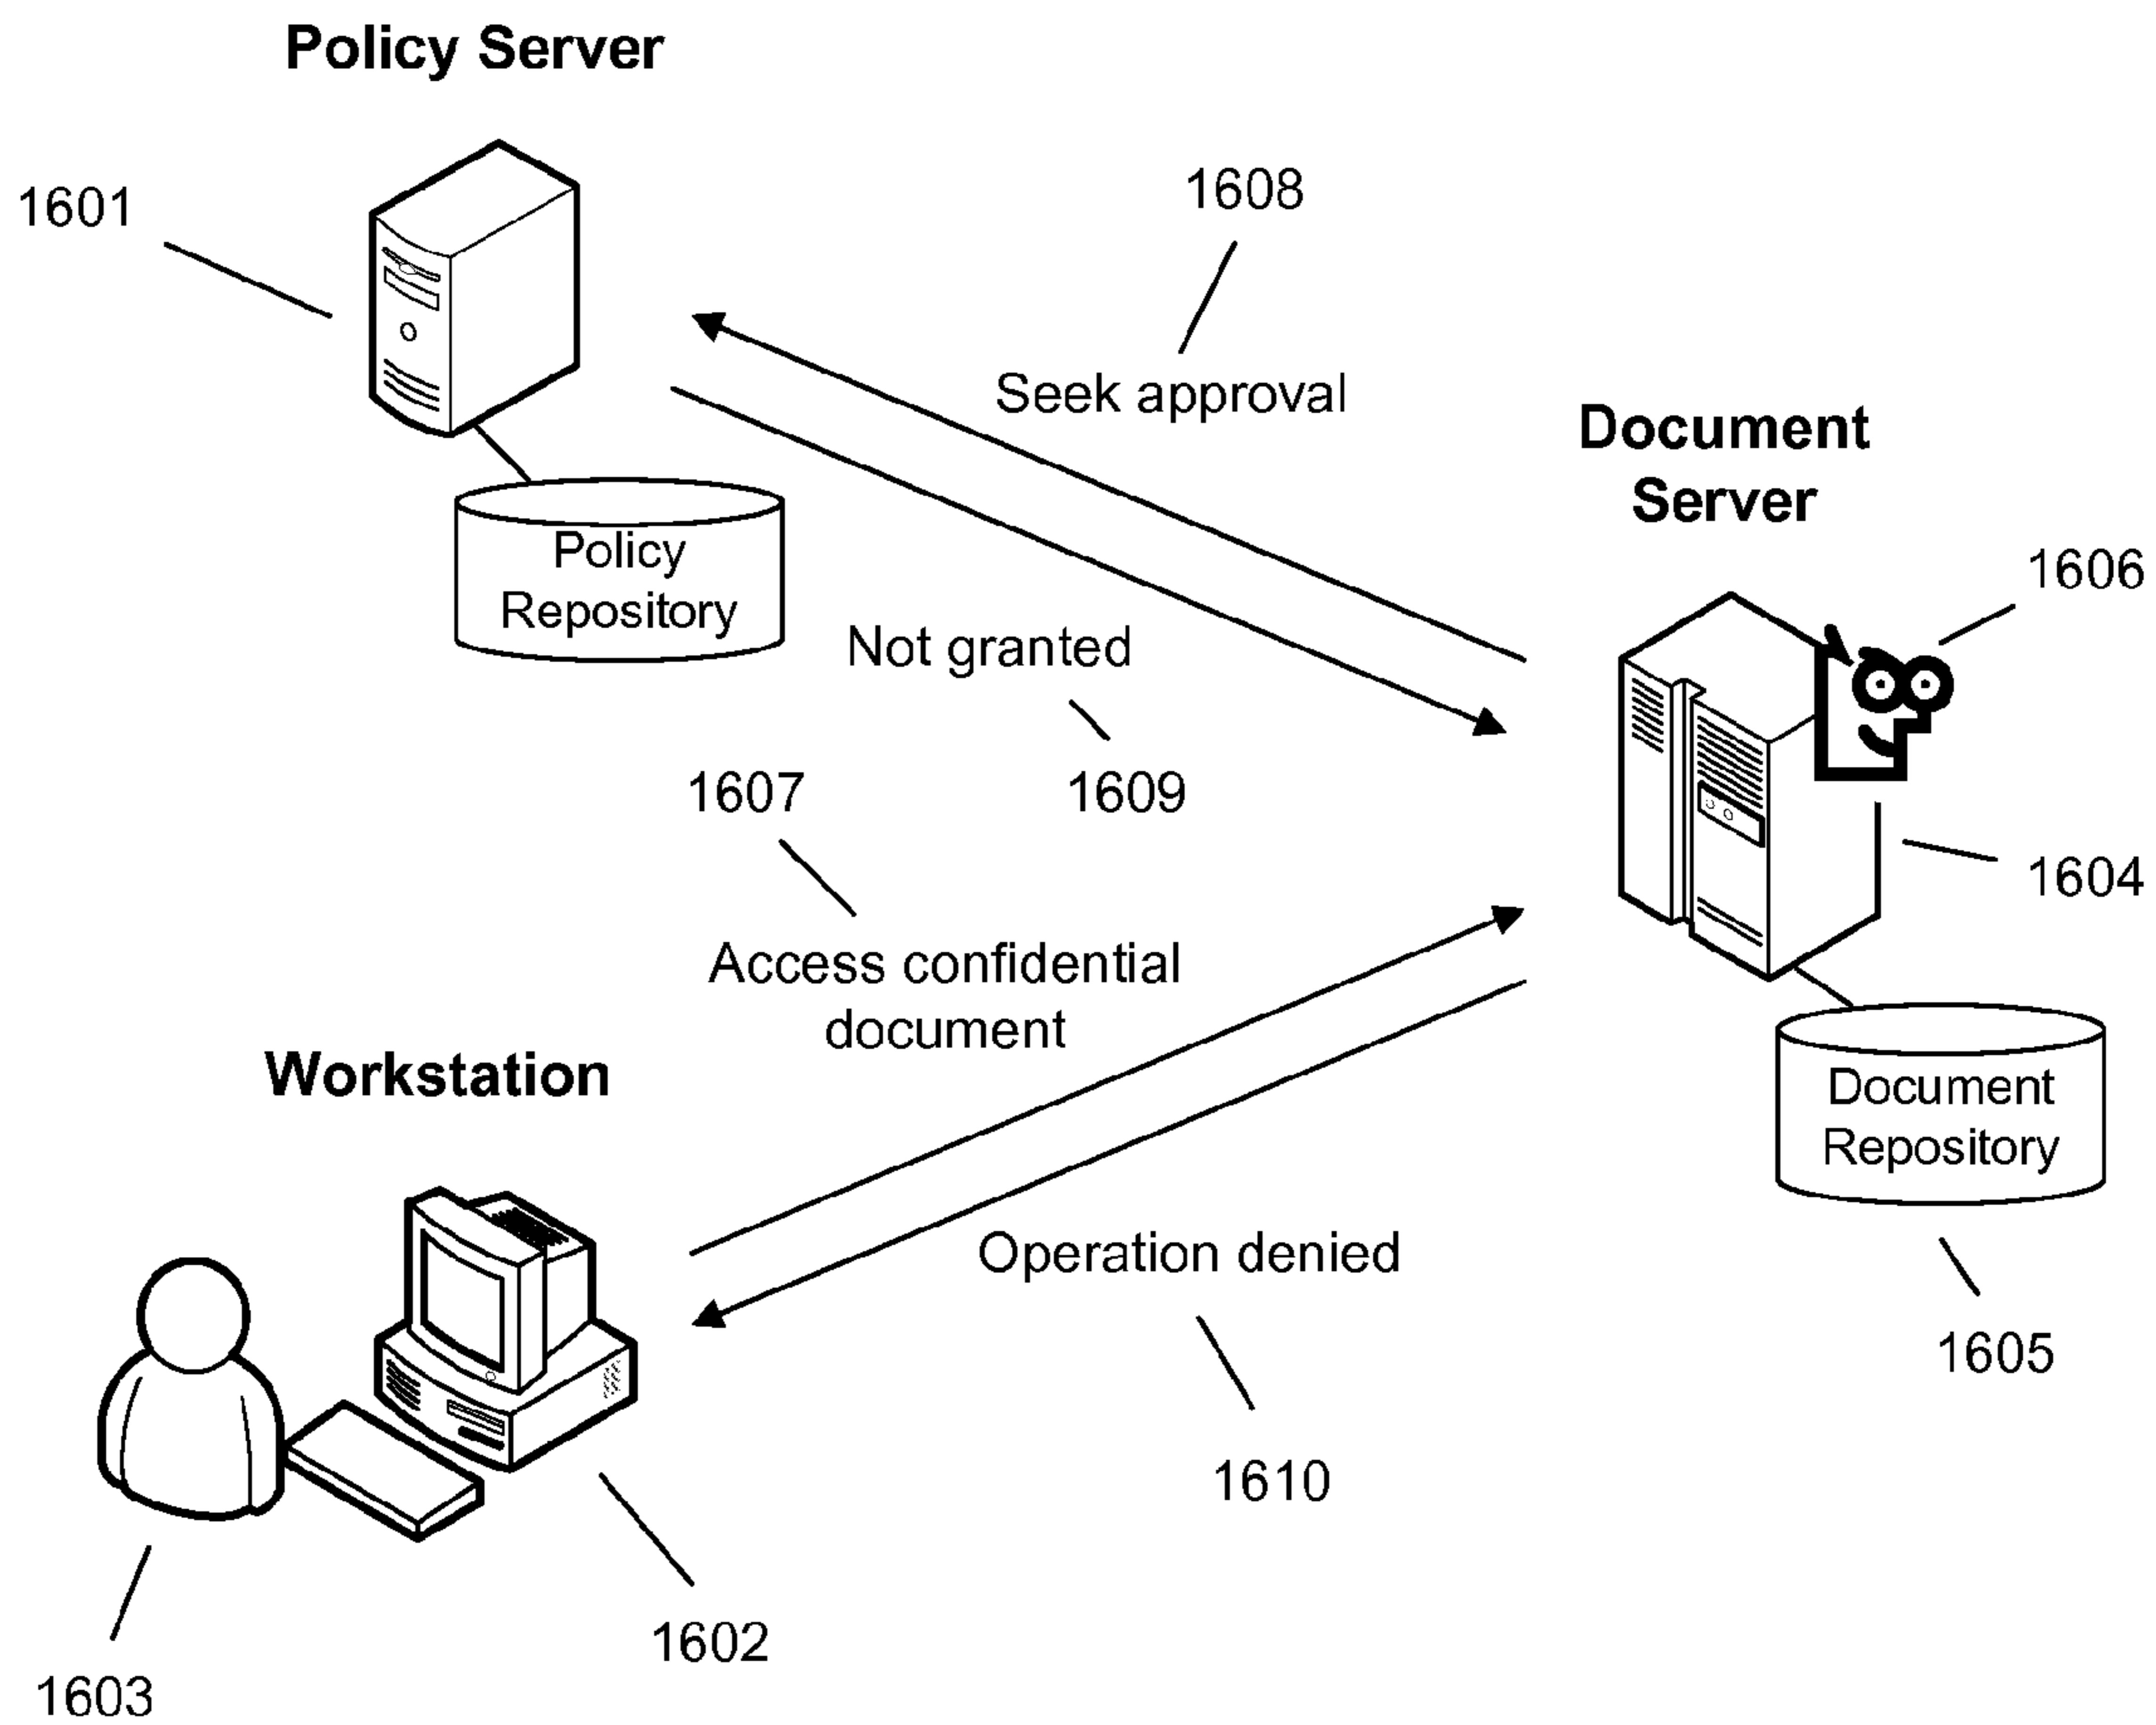 Policy Server
1601
1608
Seek approval
Document
Server
Policy
Repository
1606
Not granted
1607
1609
1604
Access confidential
document
Workstation
Document
Repository
Operation denied
1605
1610
1602
1603